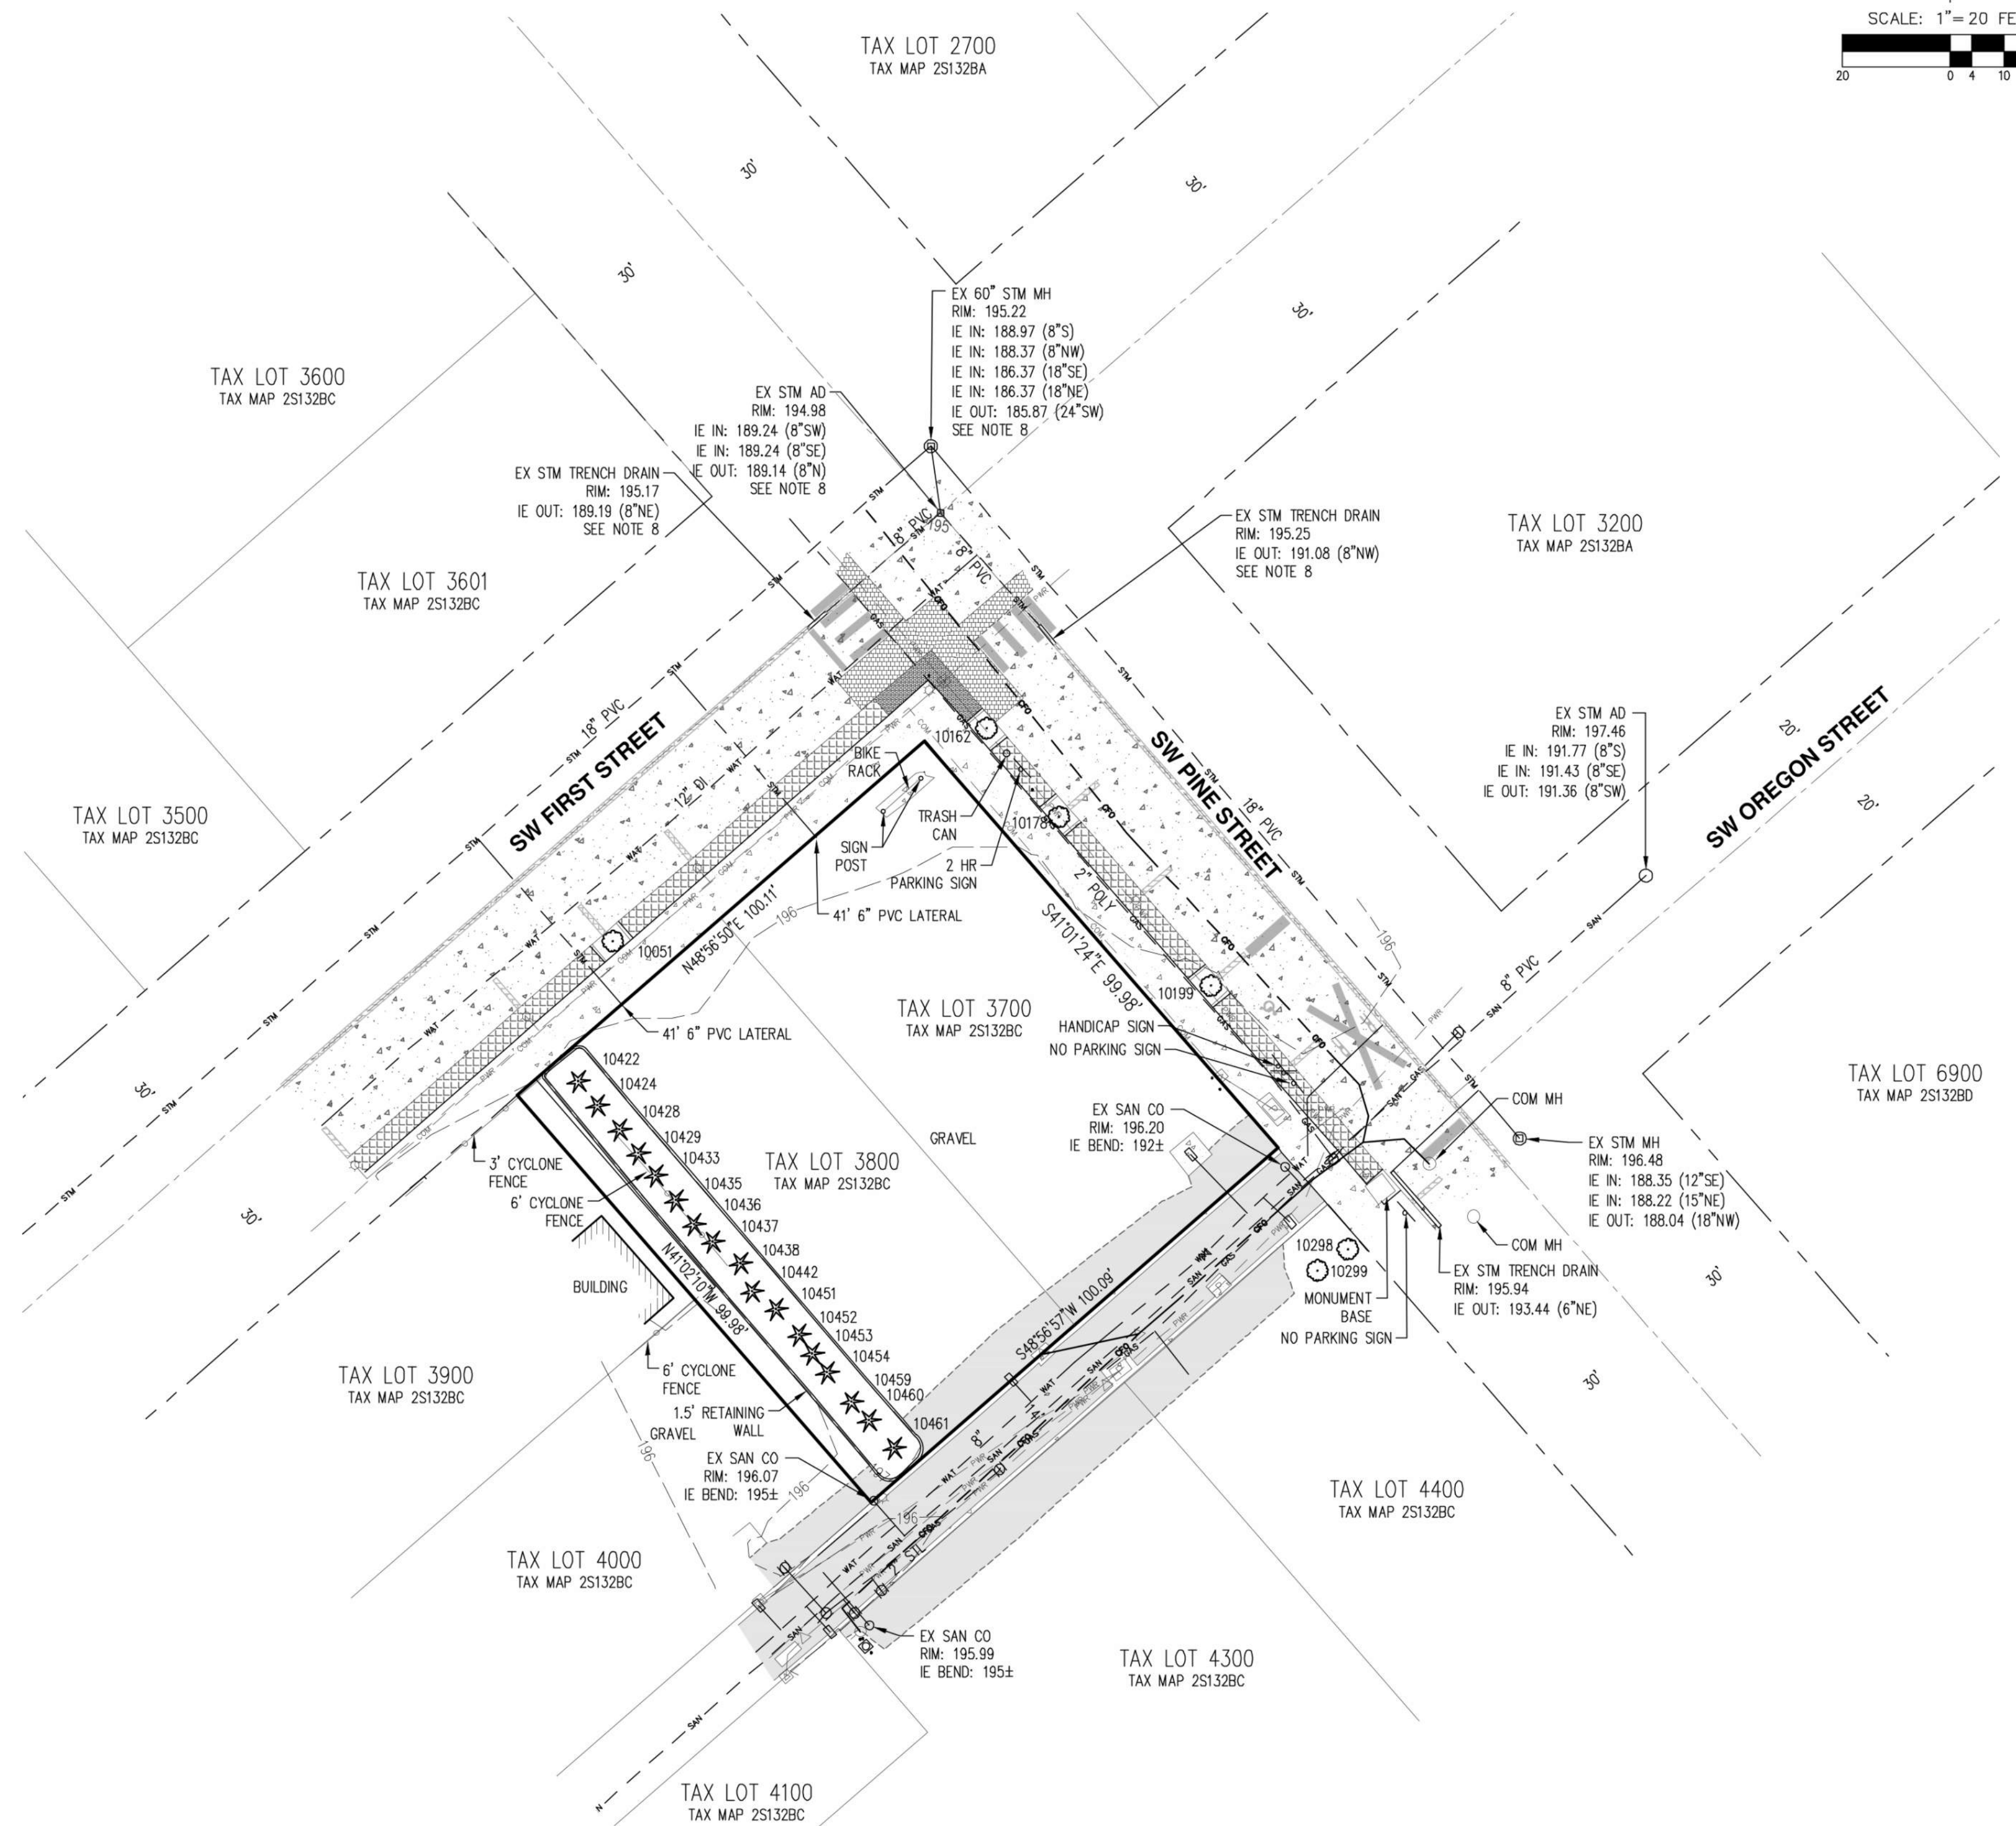 SCALE: 1"= 20 FE
20
0
4
10
TAX LOT 2700
TAX MAP 2S132BA
30'
30'
30'
30'
EX 60" STM MH
RIM: 195.22
IE IN: 188.97 (8"S)
IE IN: 188.37 (8"NW)
IE IN: 186.37 (18"SE)
IE IN: 186.37 (18"NE)
IE OUT: 185.87 (24"SW)
SEE NOTE 8
TAX LOT 3600
TAX MAP 2S132BC
EX STM AD
RIM: 194.98
IE IN: 189.24 (8"SW)
IE IN: 189.24 (8"SE)
IE OUT: 189.14 (8"N)
SEE NOTE 8
EX STM TRENCH DRAIN
RIM: 195.17
IE OUT: 189.19 (8"NE)
SEE NOTE 8
EX STM TRENCH DRAIN
RIM: 195.25
IE OUT: 191.08 (8"NW)
SEE NOTE 8
TAX LOT 3200
TAX MAP 2S132BA
TAX LOT 3601
TAX MAP 2S132BC
8" PVC
195
8" PVC
STM
WAT
GAS
CFO
PWR
COM
18" PVC
SW FIRST STREET
12" DI
SW PINE STREET
18" PVC
2" POLY
EX STM AD
RIM: 197.46
IE IN: 191.77 (8"S)
IE IN: 191.43 (8"SE)
IE OUT: 191.36 (8"SW)
SW OREGON STREET
20'
20'
TAX LOT 3500
TAX MAP 2S132BC
10162
BIKE
RACK
TRASH
CAN
10178
SIGN
POST
2 HR
PARKING SIGN
41' 6" PVC LATERAL
196
N48°56'50"E 100.11'
S41°01'24"E 99.98'
10051
196
8" PVC
SAN
10199
TAX LOT 3700
TAX MAP 2S132BC
HANDICAP SIGN
NO PARKING SIGN
41' 6" PVC LATERAL
TAX LOT 6900
TAX MAP 2S132BD
COM MH
EX SAN CO
RIM: 196.20
IE BEND: 192±
GRAVEL
EX STM MH
RIM: 196.48
IE IN: 188.35 (12"SE)
IE IN: 188.22 (15"NE)
IE OUT: 188.04 (18"NW)
30'
30'
10422
10424
10428
10429
10433
10435
10436
10437
10438
10442
10451
10452
10453
10454
10459
10460
10461
3' CYCLONE
FENCE
6' CYCLONE
FENCE
TAX LOT 3800
TAX MAP 2S132BC
BUILDING
N41°02'10"W 99.98'
S48°56'57"W 100.09'
10298
10299
COM MH
MONUMENT
BASE
NO PARKING SIGN
EX STM TRENCH DRAIN
RIM: 195.94
IE OUT: 193.44 (6"NE)
30'
30'
TAX LOT 3900
TAX MAP 2S132BC
6' CYCLONE
FENCE
1.5' RETAINING
WALL
GRAVEL
196
EX SAN CO
RIM: 196.07
IE BEND: 195±
196
197
196
8"
2" STL
TAX LOT 4400
TAX MAP 2S132BC
TAX LOT 4000
TAX MAP 2S132BC
EX SAN CO
RIM: 195.99
IE BEND: 195±
TAX LOT 4300
TAX MAP 2S132BC
SAN
N
TAX LOT 4100
TAX MAP 2S132BC